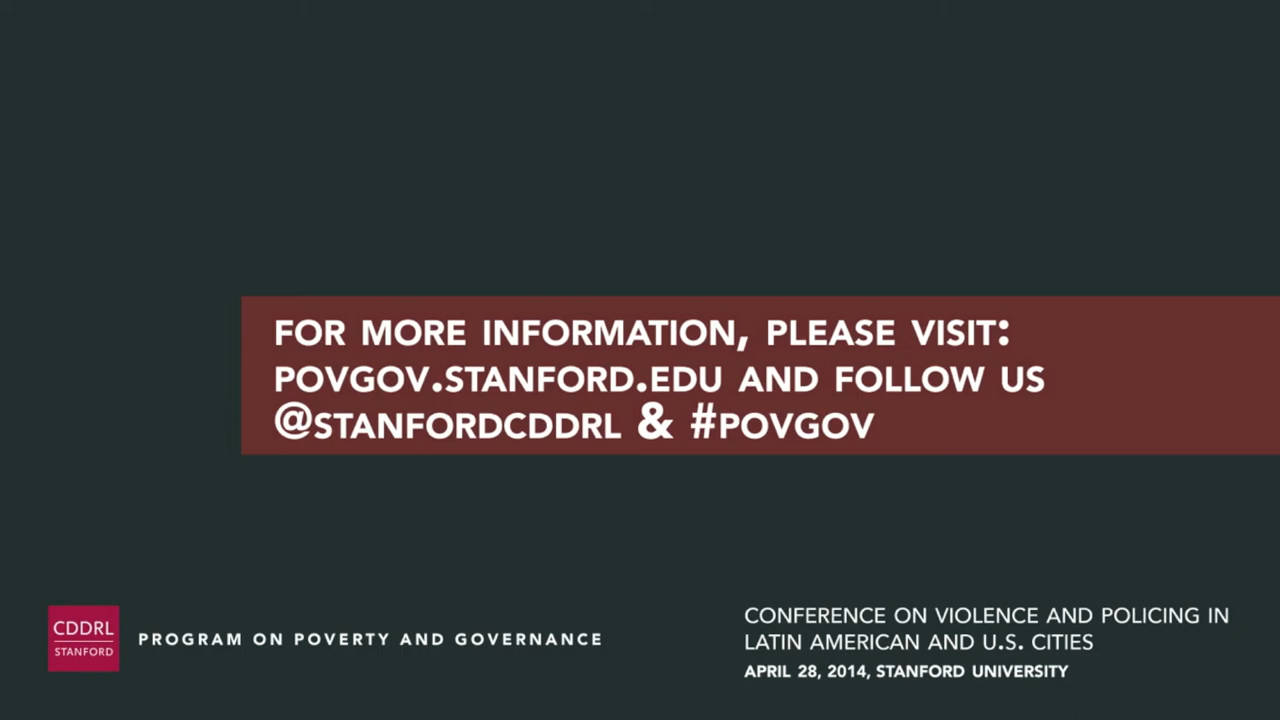 FOR MORE INFORMATION, PLEASE VISIT:
POVGOV.STANFORD.EDU AND FOLLOW US
@STANFORDCDDRL & #POVGOV
CDDRL
STANFORD
PROGRAM ON POVERTY AND GOVERNANCE
CONFERENCE ON VIOLENCE AND POLICING IN
LATIN AMERICAN AND U.S. CITIES
APRIL 28, 2014, STANFORD UNIVERSITY